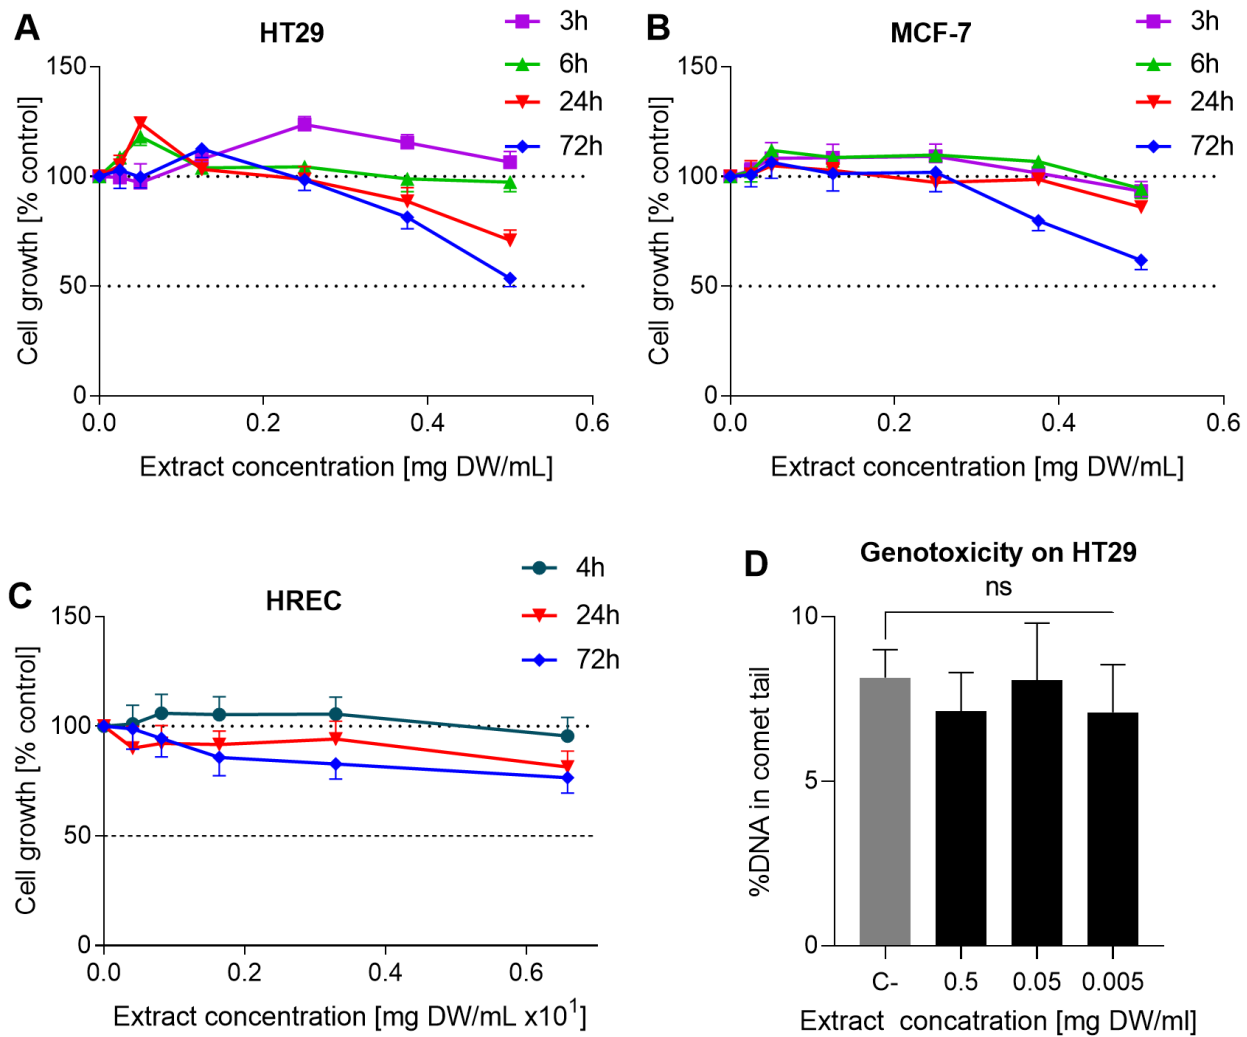 A
HT29
3h
6h
24h
72h
Cell growth [% control]
150
100
50
0
0.0 0.2 0.4 0.6
Extract concentration [mg DW/mL]
B
MCF-7
3h
6h
24h
72h
Cell growth [% control]
150
100
50
0
0.0 0.2 0.4 0.6
Extract concentration [mg DW/mL]
C
HREC
4h
24h
72h
Cell growth [% control]
150
100
50
0
0.0 0.2 0.4 0.6
Extract concentration [mg DW/mL x10¹]
D
Genotoxicity on HT29
ns
%DNA in comet tail
10
5
0
C- 0.5 0.05 0.005
Extract concatration [mg DW/ml]